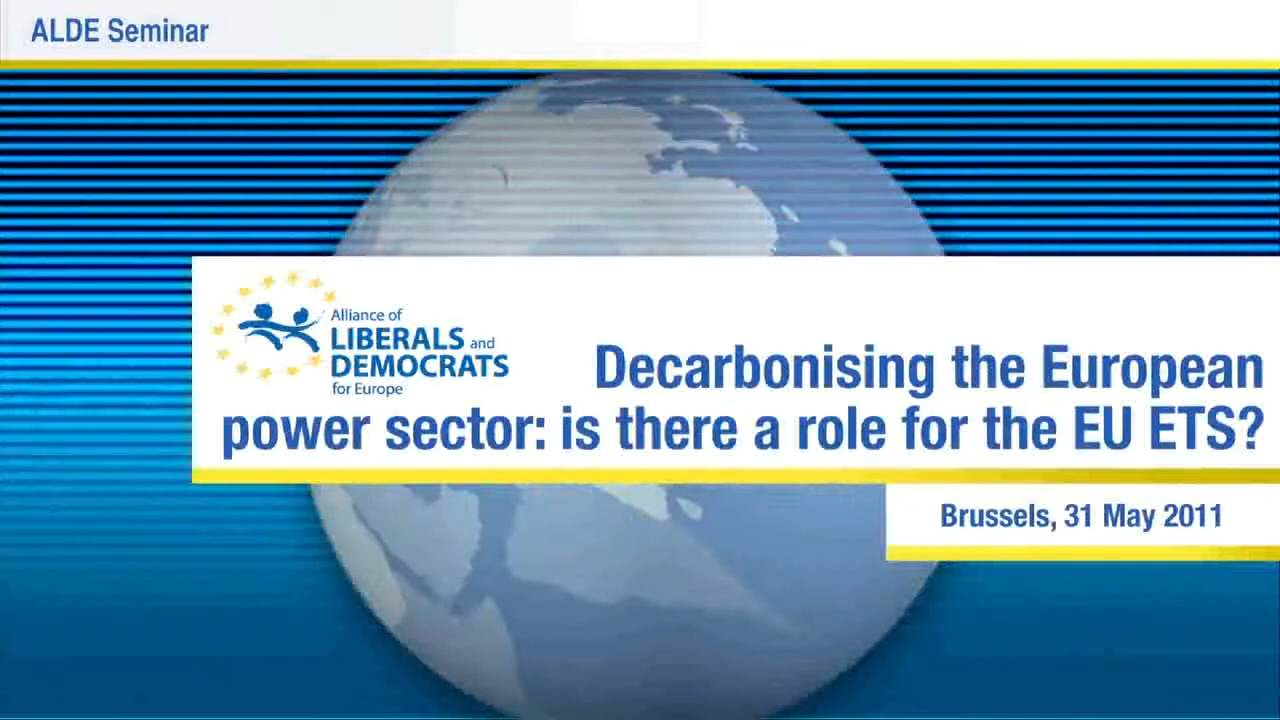 ALDE Seminar
Alliance of
LIBERALS and
DEMOCRATS
for Europe
Decarbonising the European
power sector: is there a role for the EU ETS?
Brussels, 31 May 2011